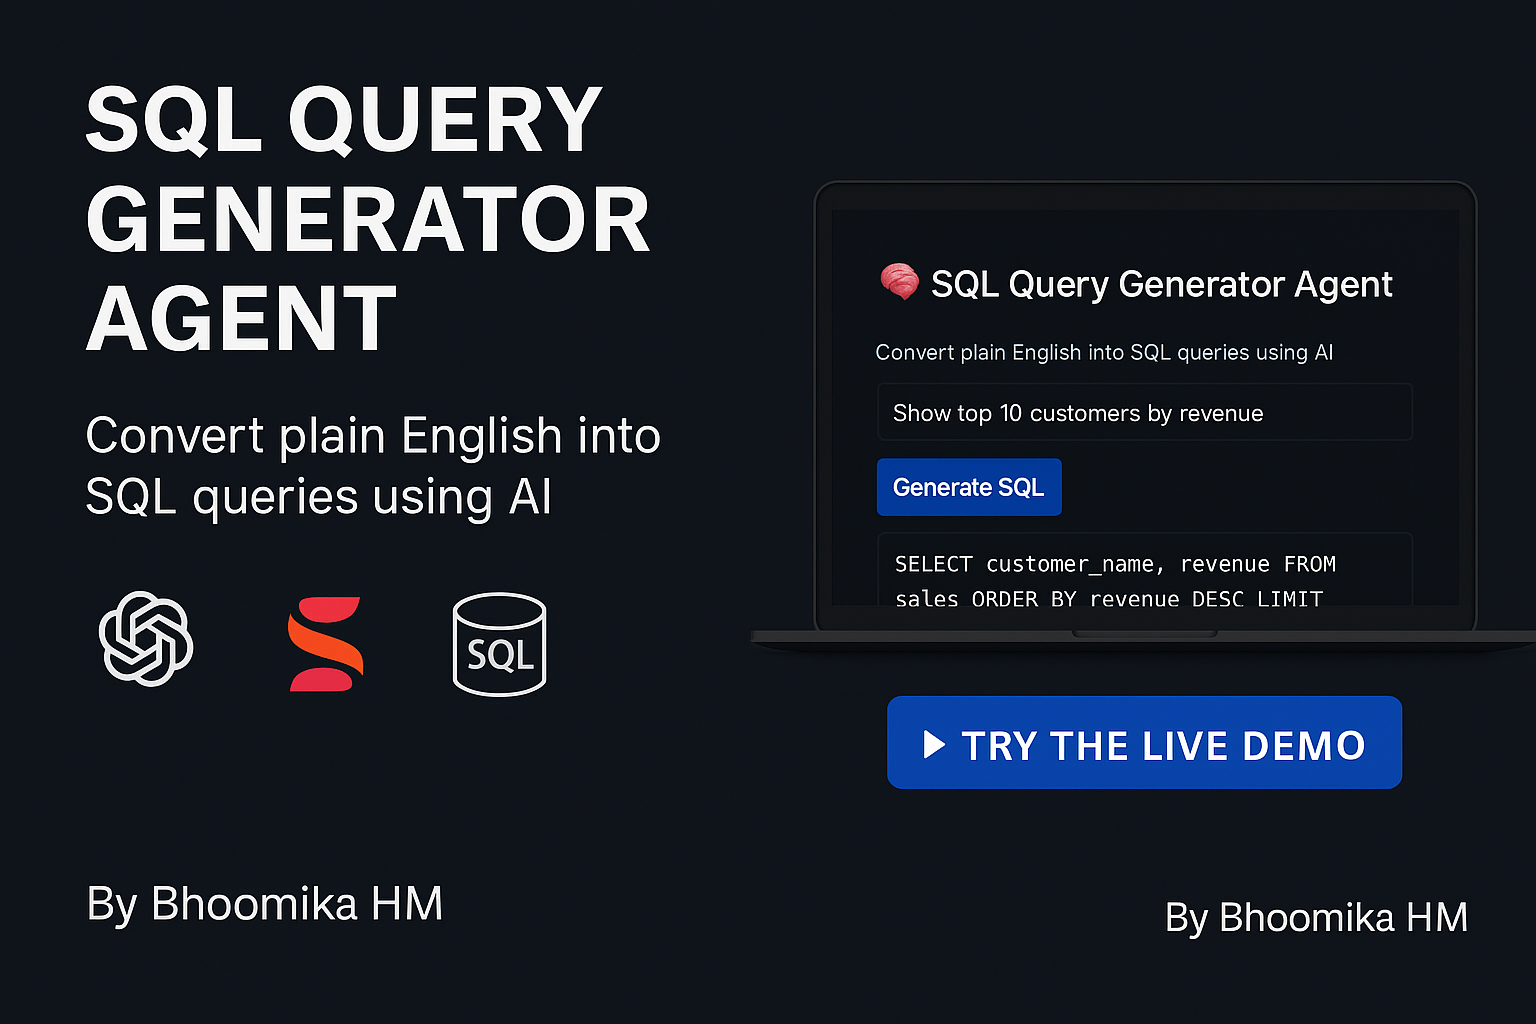 SQL QUERY
GENERATOR
AGENT
Convert plain English into
SQL queries using AI
SQL
By Bhoomika HM
SQL Query Generator Agent
Convert plain English into SQL queries using AI
Show top 10 customers by revenue
Generate SQL
SELECT customer_name, revenue FROM
sales ORDER BY revenue DESC LIMIT
TRY THE LIVE DEMO
By Bhoomika HM